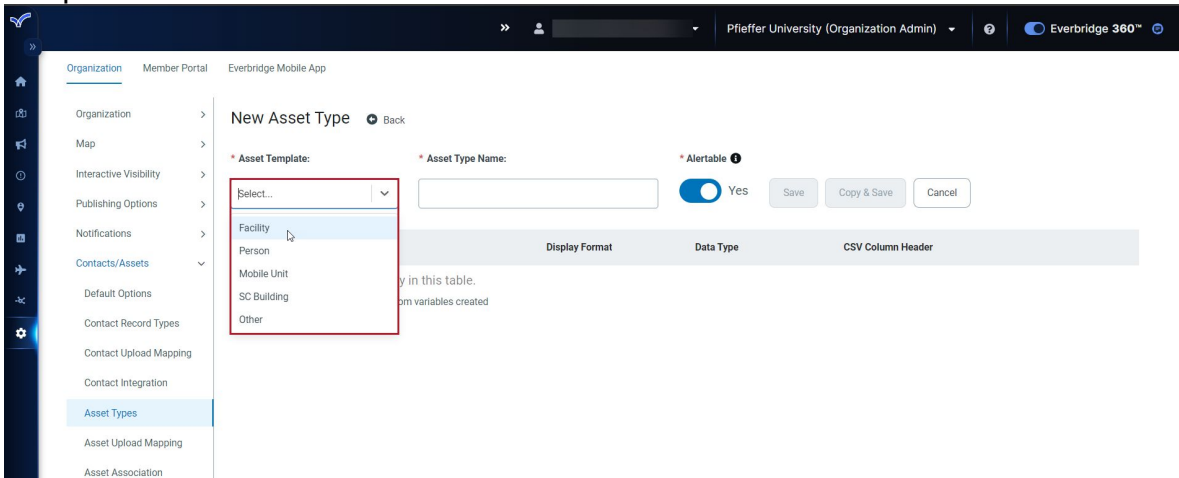 »
Pfieffer University (Organization Admin)
Everbridge 360™
»
Organization Member Portal Everbridge Mobile App
Organization
Map
Interactive Visibility
Publishing Options
Notifications
Contacts/Assets
Default Options
Contact Record Types
Contact Upload Mapping
Contact Integration
Asset Types
Asset Upload Mapping
Asset Association
New Asset Type Back
* Asset Template: * Asset Type Name: * Alertable
Select... Yes Save Copy & Save Cancel
Facility
Person
Mobile Unit
SC Building
Other
Display Format Data Type CSV Column Header
y in this table.
om variables created